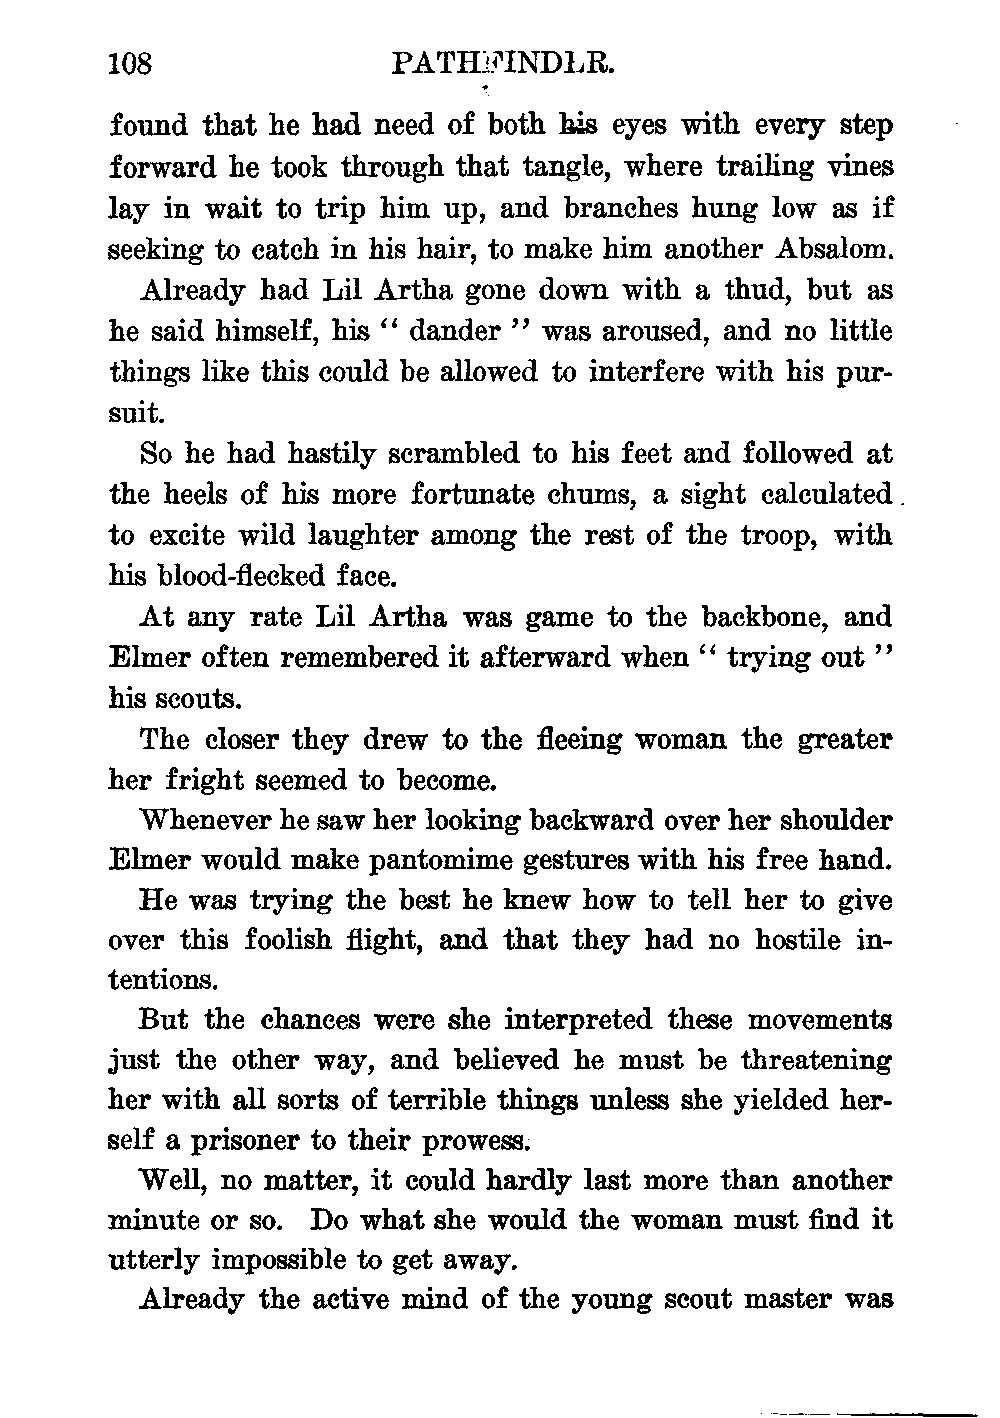 108 PATHFINDER.
found that he had need of both his eyes with every step
forward he took through that tangle, where trailing vines
lay in wait to trip him up, and branches hung low as if
seeking to catch in his hair, to make him another Absalom.
Already had Lil Artha gone down with a thud, but as
he said himself, his “ dander ” was aroused, and no little
things like this could be allowed to interfere with his pur-
suit.
So he had hastily scrambled to his feet and followed at
the heels of his more fortunate chums, a sight calculated
to excite wild laughter among the rest of the troop, with
his blood-flecked face.
At any rate Lil Artha was game to the backbone, and
Elmer often remembered it afterward when “ trying out ”
his scouts.
The closer they drew to the fleeing woman the greater
her fright seemed to become.
Whenever he saw her looking backward over her shoulder
Elmer would make pantomime gestures with his free hand.
He was trying the best he knew how to tell her to give
over this foolish flight, and that they had no hostile in-
tentions.
But the chances were she interpreted these movements
just the other way, and believed he must be threatening
her with all sorts of terrible things unless she yielded her-
self a prisoner to their prowess.
Well, no matter, it could hardly last more than another
minute or so. Do what she would the woman must find it
utterly impossible to get away.
Already the active mind of the young scout master was